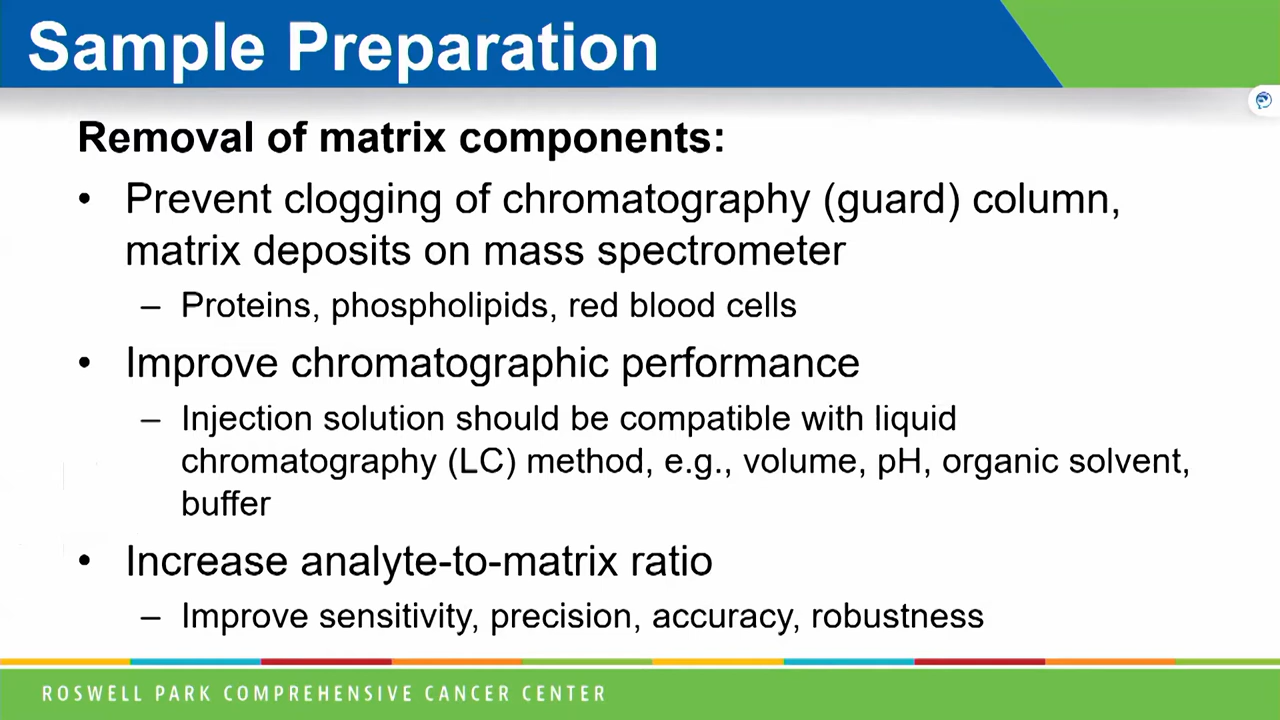 Sample Preparation
Removal of matrix components:
• Prevent clogging of chromatography (guard) column,
matrix deposits on mass spectrometer
– Proteins, phospholipids, red blood cells
• Improve chromatographic performance
– Injection solution should be compatible with liquid
chromatography (LC) method, e.g., volume, pH, organic solvent,
buffer
• Increase analyte-to-matrix ratio
– Improve sensitivity, precision, accuracy, robustness
ROSWELL PARK COMPREHENSIVE CANCER CENTER